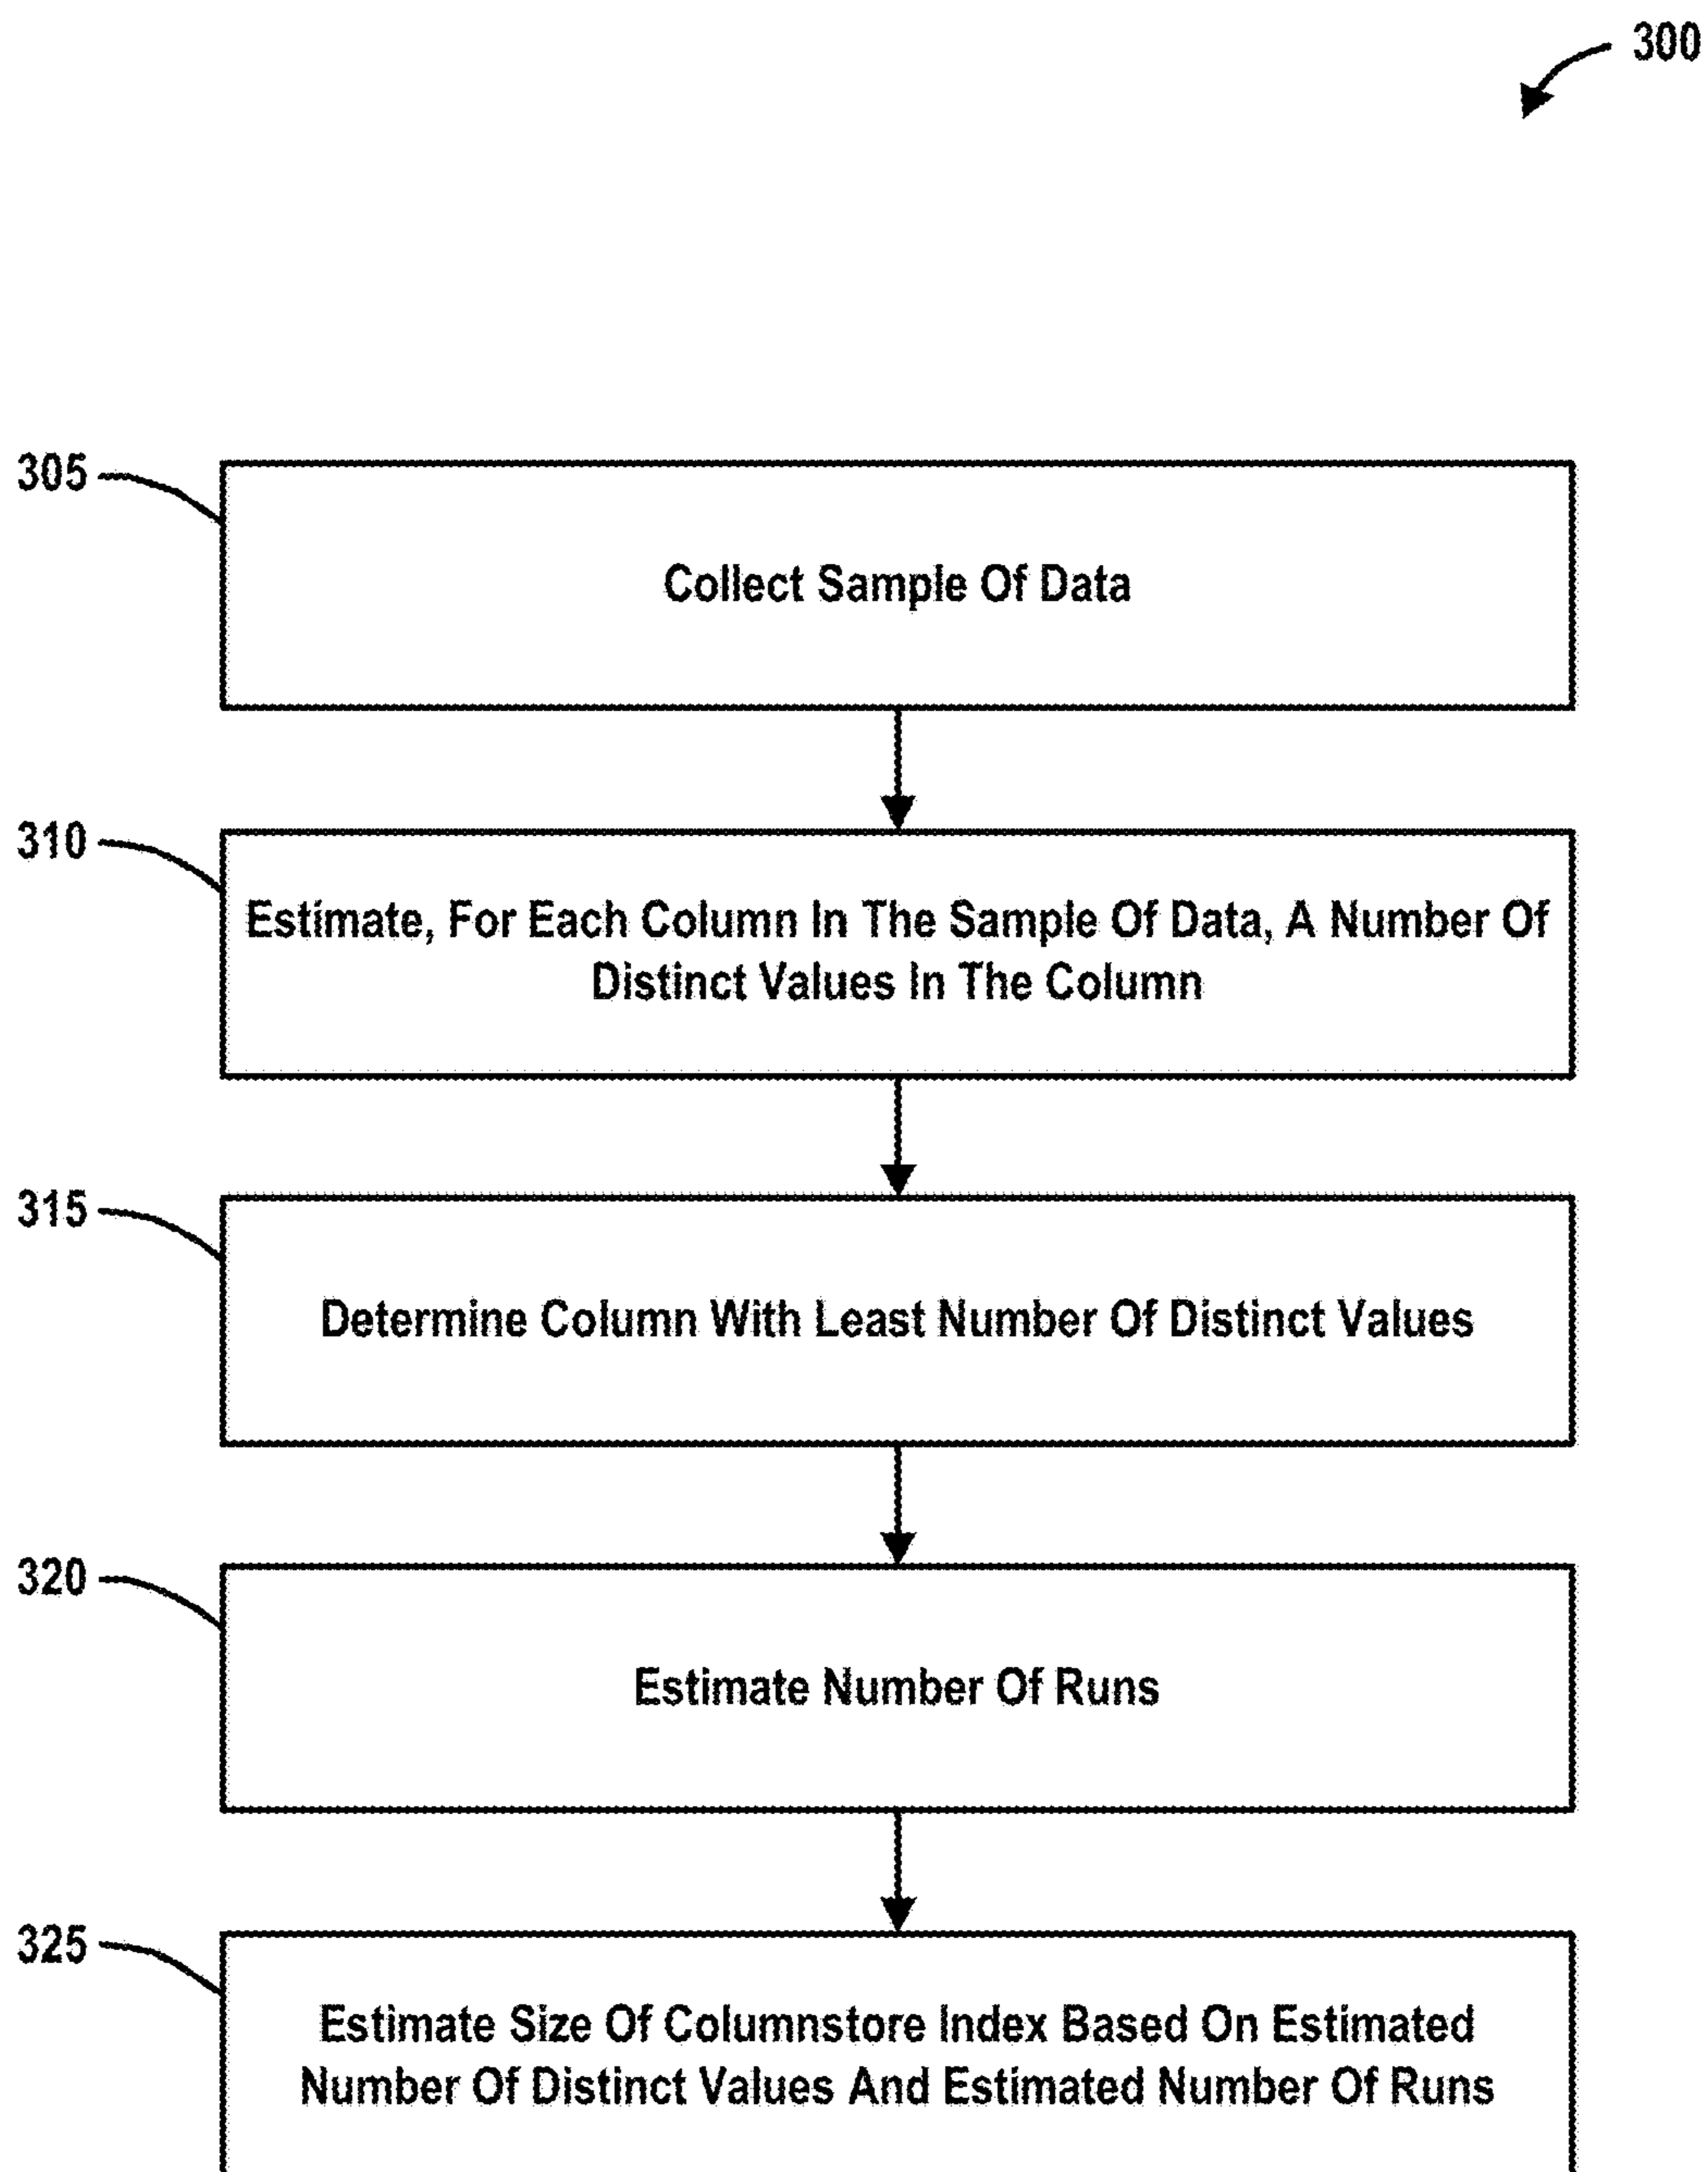 300
305
Collect Sample Of Data
310
Estimate, For Each Column In The Sample Of Data, A Number Of
Distinct Values In The Column
315
Determine Column With Least Number Of Distinct Values
320
Estimate Number Of Runs
325
Estimate Size Of Columnstore Index Based On Estimated
Number Of Distinct Values And Estimated Number Of Runs